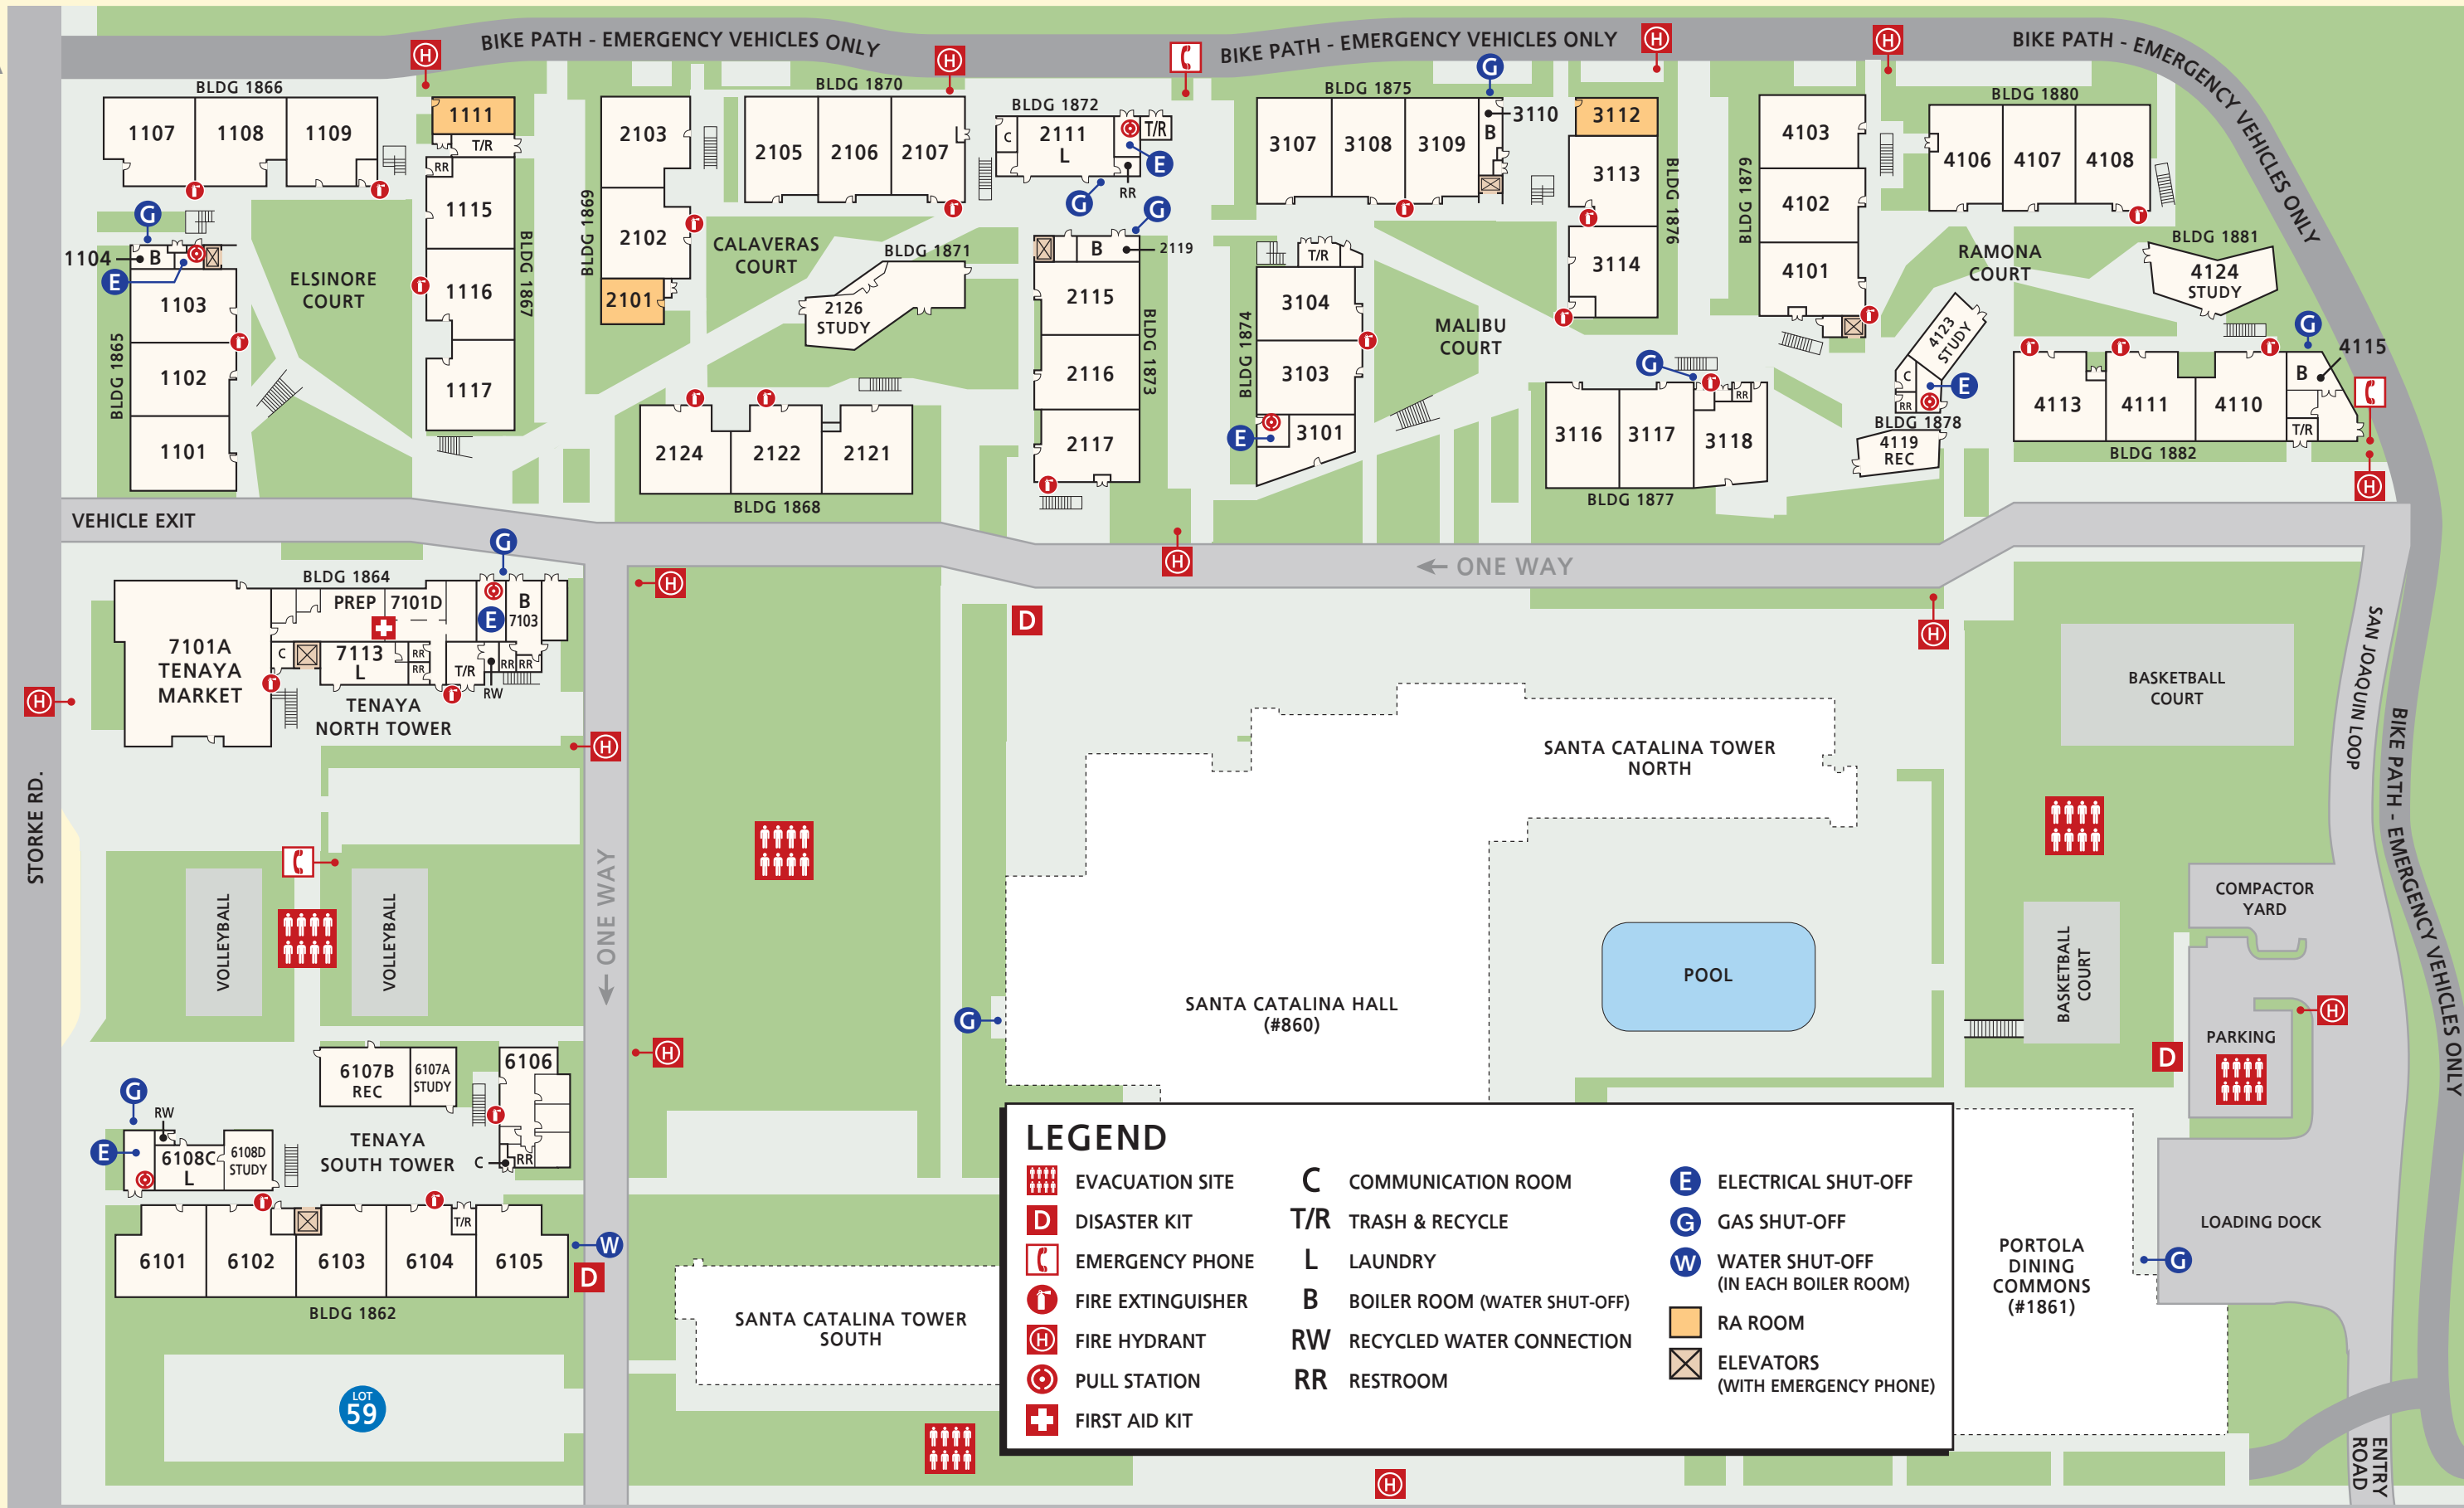 BIKE PATH - EMERGENCY VEHICLES ONLY
BIKE PATH - EMERGENCY VEHICLES ONLY
BIKE PATH - EMERGENCY VEHICLES ONLY
H
H
H
H
BLDG 1866
1107
1108
1109
1111
T/R
RR
1115
1116
1117
BLDG 1867
G
1104
B
E
1103
1102
1101
BLDG 1865
ELSINORE
COURT
BLDG 1869
2103
2102
2101
BLDG 1870
2105
2106
2107
CALAVERAS
COURT
BLDG 1871
2126
STUDY
BLDG 1872
C
2111
L
T/R
E
RR
G
G
B
2119
2115
2116
2117
BLDG 1873
2124
2122
2121
BLDG 1868
BLDG 1875
G
3107
3108
3109
B
3110
3112
3113
3114
BLDG 1876
T/R
3104
3103
3101
E
BLDG 1874
MALIBU
COURT
G
3116
3117
3118
RR
BLDG 1877
BLDG 1879
4103
4102
4101
BLDG 1880
4106
4107
4108
RAMONA
COURT
BLDG 1881
4124
STUDY
4123
STUDY
C
E
RR
BLDG 1878
4119
REC
G
4115
B
4113
4111
4110
T/R
BLDG 1882
H
VEHICLE EXIT
H
ONE WAY
G
BLDG 1864
PREP
7101D
E
B
7103
7101A
TENAYA
MARKET
C
7113
L
RR
RR
T/R
RR
RR
RW
TENAYA
NORTH TOWER
H
H
H
D
H
STORKE RD.
ONE WAY
VOLLEYBALL
VOLLEYBALL
H
SANTA CATALINA TOWER
NORTH
SANTA CATALINA HALL
(#860)
G
POOL
BASKETBALL
COURT
SAN JOAQUIN LOOP
BIKE PATH - EMERGENCY VEHICLES ONLY
BASKETBALL
COURT
COMPACTOR
YARD
H
PARKING
D
6107B
REC
6107A
STUDY
6106
C
RR
G
RW
E
6108C
L
6108D
STUDY
TENAYA
SOUTH TOWER
6101
6102
6103
6104
T/R
6105
W
D
BLDG 1862
LOT
59
SANTA CATALINA TOWER
SOUTH
LEGEND
EVACUATION SITE
D DISASTER KIT
EMERGENCY PHONE
FIRE EXTINGUISHER
H FIRE HYDRANT
PULL STATION
FIRST AID KIT
C COMMUNICATION ROOM
T/R TRASH & RECYCLE
L LAUNDRY
B BOILER ROOM (WATER SHUT-OFF)
RW RECYCLED WATER CONNECTION
RR RESTROOM
E ELECTRICAL SHUT-OFF
G GAS SHUT-OFF
W WATER SHUT-OFF
(IN EACH BOILER ROOM)
RA ROOM
ELEVATORS
(WITH EMERGENCY PHONE)
H
PORTOLA
DINING
COMMONS
(#1861)
G
LOADING DOCK
ENTRY
ROAD